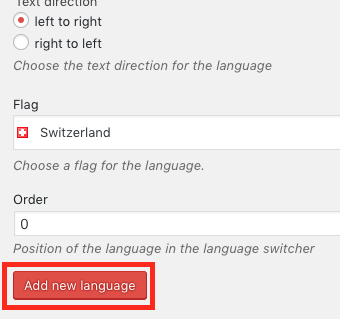 Text direction
left to right
right to left
Choose the text direction for the language
Flag
Switzerland
Choose a flag for the language.
Order
0
Position of the language in the language switcher
Add new language